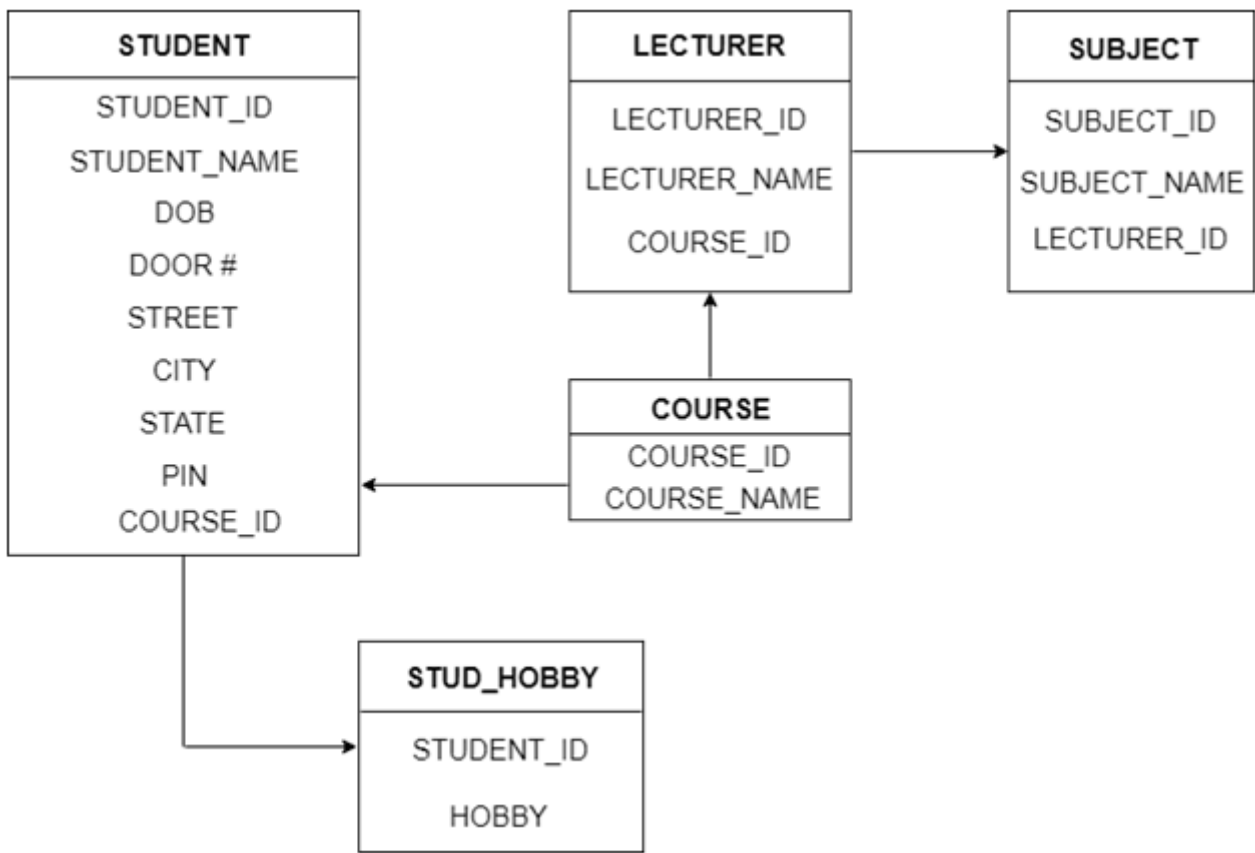 STUDENT
STUDENT_ID
STUDENT_NAME
DOB
DOOR #
STREET
CITY
STATE
PIN
COURSE_ID
LECTURER
LECTURER_ID
LECTURER_NAME
COURSE_ID
SUBJECT
SUBJECT_ID
SUBJECT_NAME
LECTURER_ID
COURSE
COURSE_ID
COURSE_NAME
STUD_HOBBY
STUDENT_ID
HOBBY